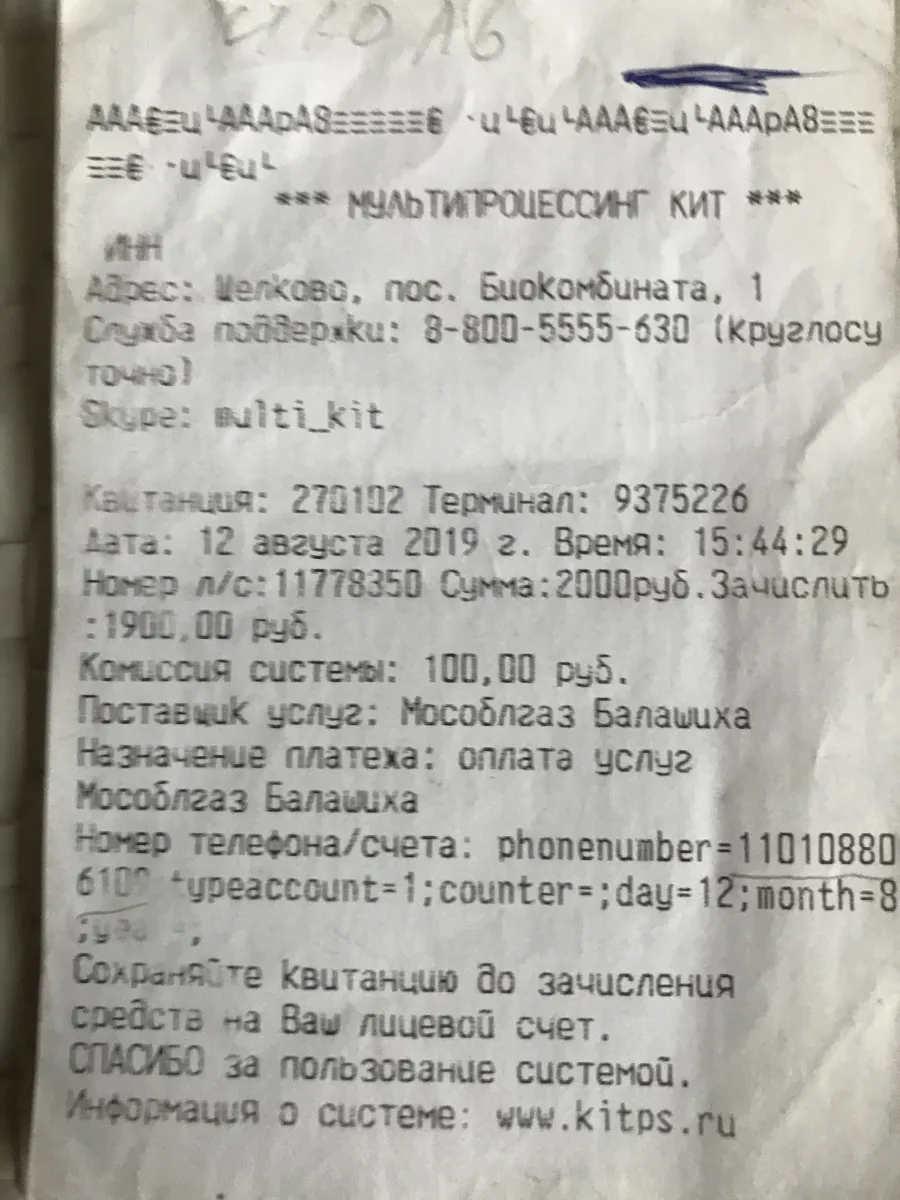 *** МУЛЬТИПРОЦЕССИНГ КИТ ***
ИНН
Адрес: Щелково, пос. Биокомбината, 1
Служба поддержки: 8-800-5555-630 (круглосу
точно)
Skype: multi_kit
Квитанция: 270102 Терминал: 9375226
Дата: 12 августа 2019 г. Время: 15:44:29
Номер л/с:11778350 Сумма:2000руб.Зачислить
:1900,00 руб.
Комиссия системы: 100,00 руб.
Поставщик услуг: Мособлгаз Балашиха
Назначение платежа: оплата услуг
Мособлгаз Балашиха
Номер телефона/счета: phonenumber=11010880
typeaccount=1;counter=;day=12;month=8
Сохраняйте квитанцию до зачисления
средств на Ваш лицевой счет.
СПАСИБО за пользование системой.
Информация о системе: www.kitps.ru